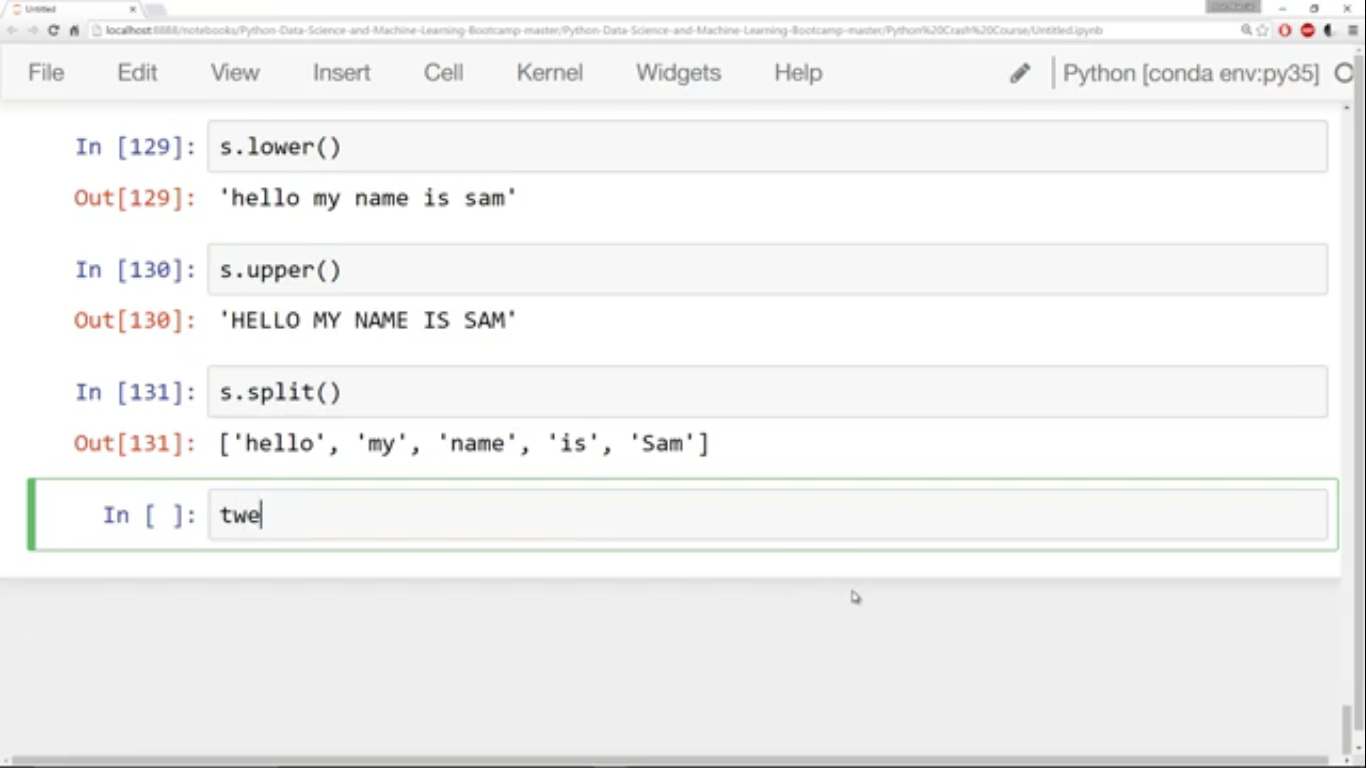 Untitled
localhost:8888/notebooks/Python-Data-Science-and-Machine-Learning-Bootcamp-master/Python-Data-Science-and-Machine-Learning-Bootcamp-master/Python%20Crash%20Course/Untitled.ipynb
File Edit View Insert Cell Kernel Widgets Help Python [conda env:py35]
In [129]: s.lower()
Out[129]: 'hello my name is sam'
In [130]: s.upper()
Out[130]: 'HELLO MY NAME IS SAM'
In [131]: s.split()
Out[131]: ['hello', 'my', 'name', 'is', 'Sam']
In [ ]: twe